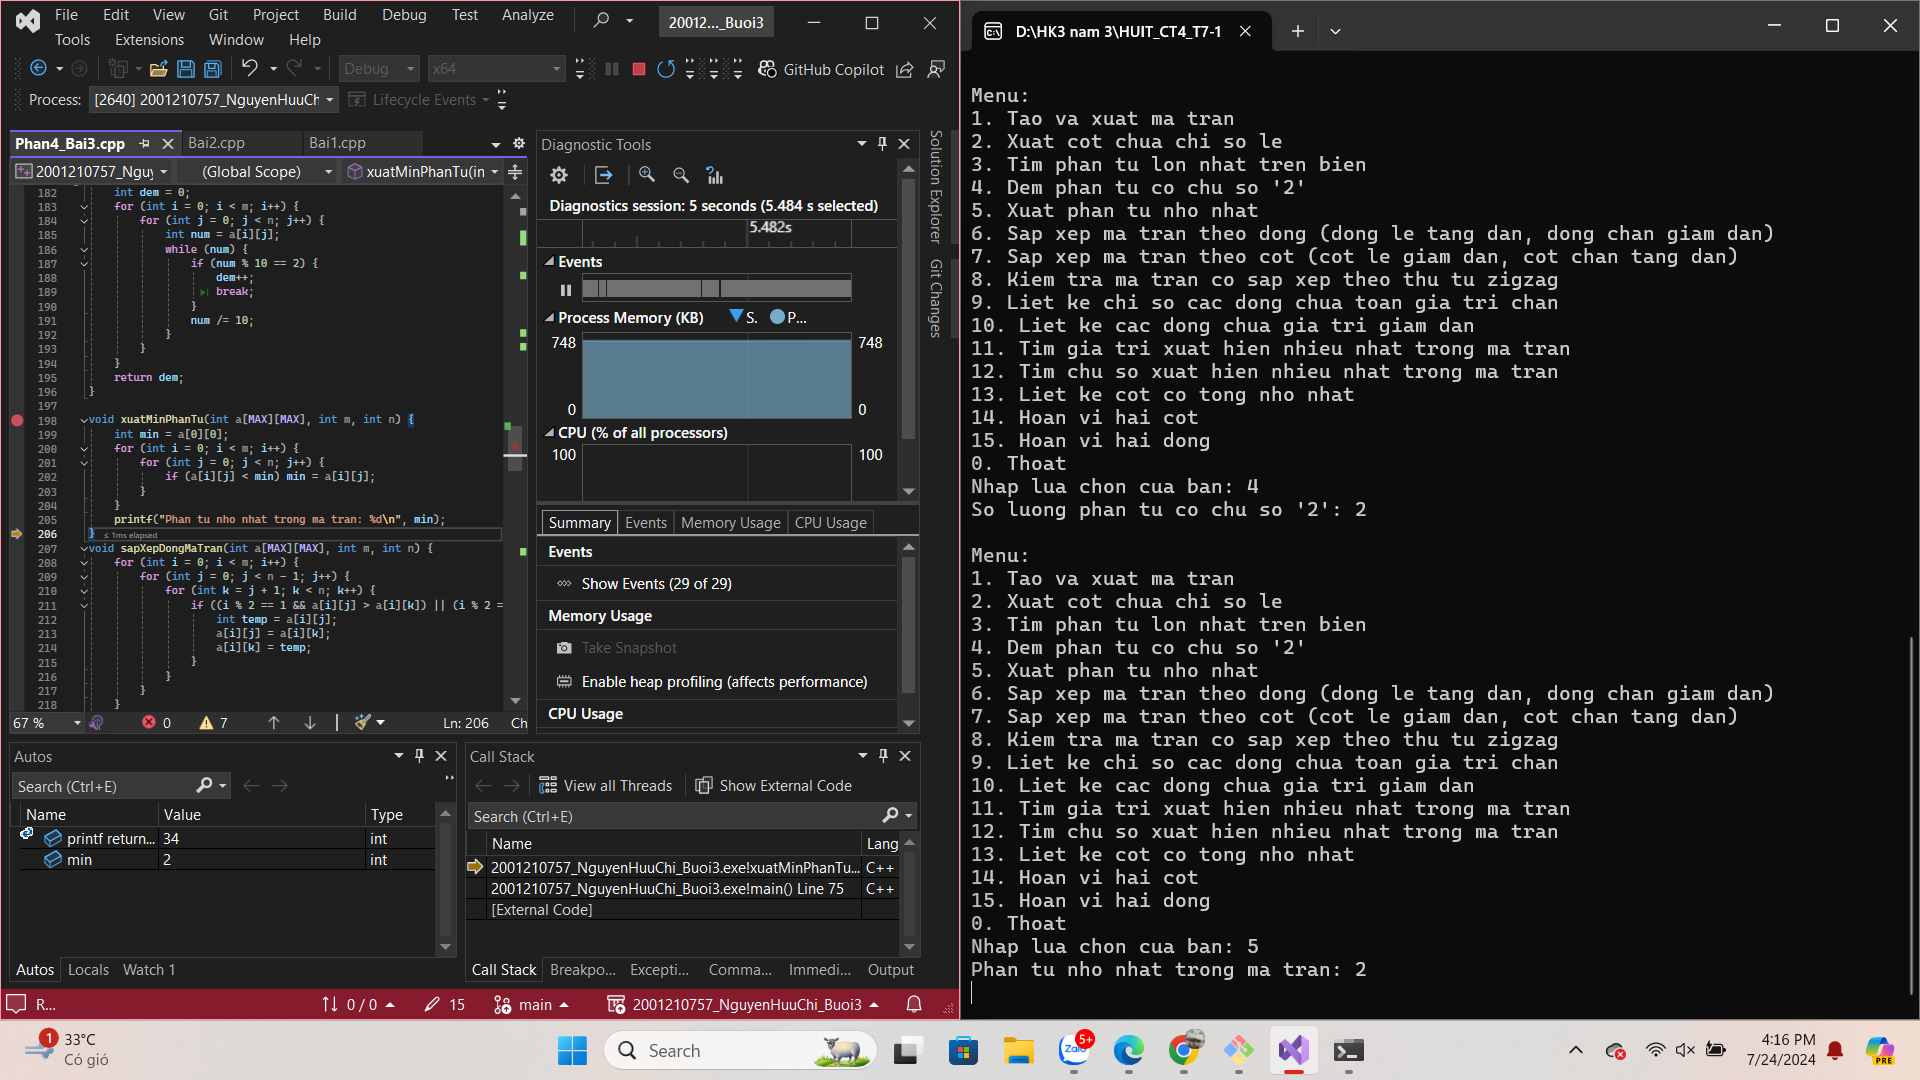 File Edit View Git Project Build Debug Test Analyze
Tools Extensions Window Help
20012..._Buoi3
Debug x64 GitHub Copilot
Process: [2640] 2001210757_NguyenHuuCh Lifecycle Events
Phan4_Bai3.cpp Bai2.cpp Bai1.cpp
2001210757_Nguy (Global Scope) xuatMinPhanTu(in
182 int dem = 0;
183 for (int i = 0; i < m; i++) {
184 for (int j = 0; j < n; j++) {
185 int num = a[i][j];
186 while (num) {
187 if (num % 10 == 2) {
188 dem++;
189 break;
190 }
191 num /= 10;
192 }
193 }
194 }
195 return dem;
196 }
197
198 void xuatMinPhanTu(int a[MAX][MAX], int m, int n) {
199 int min = a[0][0];
200 for (int i = 0; i < m; i++) {
201 for (int j = 0; j < n; j++) {
202 if (a[i][j] < min) min = a[i][j];
203 }
204 }
205 printf("Phan tu nho nhat trong ma tran: %d\n", min);
206 } ≤ 1ms elapsed
207 void sapXepDongMaTran(int a[MAX][MAX], int m, int n) {
208 for (int i = 0; i < m; i++) {
209 for (int j = 0; j < n - 1; j++) {
210 for (int k = j + 1; k < n; k++) {
211 if ((i % 2 == 1 && a[i][j] > a[i][k]) || (i % 2 =
212 int temp = a[i][j];
213 a[i][j] = a[i][k];
214 a[i][k] = temp;
215 }
216 }
217 }
218 }
67 % 0 7 Ln: 206 Ch
Diagnostic Tools
Diagnostics session: 5 seconds (5.484 s selected)
5.482s
Events
Process Memory (KB) S. P...
748 748
0 0
CPU (% of all processors)
100 100
Summary Events Memory Usage CPU Usage
Events
Show Events (29 of 29)
Memory Usage
Take Snapshot
Enable heap profiling (affects performance)
CPU Usage
Solution Explorer
Git Changes
Autos
Search (Ctrl+E)
Name Value Type
printf return... 34 int
min 2 int
Autos Locals Watch 1
Call Stack
View all Threads Show External Code
Search (Ctrl+E)
Name Lang
2001210757_NguyenHuuChi_Buoi3.exe!xuatMinPhanTu... C++
2001210757_NguyenHuuChi_Buoi3.exe!main() Line 75 C++
[External Code]
Call Stack Breakpo... Excepti... Comma... Immedi... Output
R... 0 / 0 15 main 2001210757_NguyenHuuChi_Buoi3
D:\HK3 nam 3\HUIT_CT4_T7-1
Menu:
1. Tao va xuat ma tran
2. Xuat cot chua chi so le
3. Tim phan tu lon nhat tren bien
4. Dem phan tu co chu so '2'
5. Xuat phan tu nho nhat
6. Sap xep ma tran theo dong (dong le tang dan, dong chan giam dan)
7. Sap xep ma tran theo cot (cot le giam dan, cot chan tang dan)
8. Kiem tra ma tran co sap xep theo thu tu zigzag
9. Liet ke chi so cac dong chua toan gia tri chan
10. Liet ke cac dong chua gia tri giam dan
11. Tim gia tri xuat hien nhieu nhat trong ma tran
12. Tim chu so xuat hien nhieu nhat trong ma tran
13. Liet ke cot co tong nho nhat
14. Hoan vi hai cot
15. Hoan vi hai dong
0. Thoat
Nhap lua chon cua ban: 4
So luong phan tu co chu so '2': 2
Menu:
1. Tao va xuat ma tran
2. Xuat cot chua chi so le
3. Tim phan tu lon nhat tren bien
4. Dem phan tu co chu so '2'
5. Xuat phan tu nho nhat
6. Sap xep ma tran theo dong (dong le tang dan, dong chan giam dan)
7. Sap xep ma tran theo cot (cot le giam dan, cot chan tang dan)
8. Kiem tra ma tran co sap xep theo thu tu zigzag
9. Liet ke chi so cac dong chua toan gia tri chan
10. Liet ke cac dong chua gia tri giam dan
11. Tim gia tri xuat hien nhieu nhat trong ma tran
12. Tim chu so xuat hien nhieu nhat trong ma tran
13. Liet ke cot co tong nho nhat
14. Hoan vi hai cot
15. Hoan vi hai dong
0. Thoat
Nhap lua chon cua ban: 5
Phan tu nho nhat trong ma tran: 2
1 33°C
Có gió
Search
Zalo 5+
4:16 PM
7/24/2024
PRE